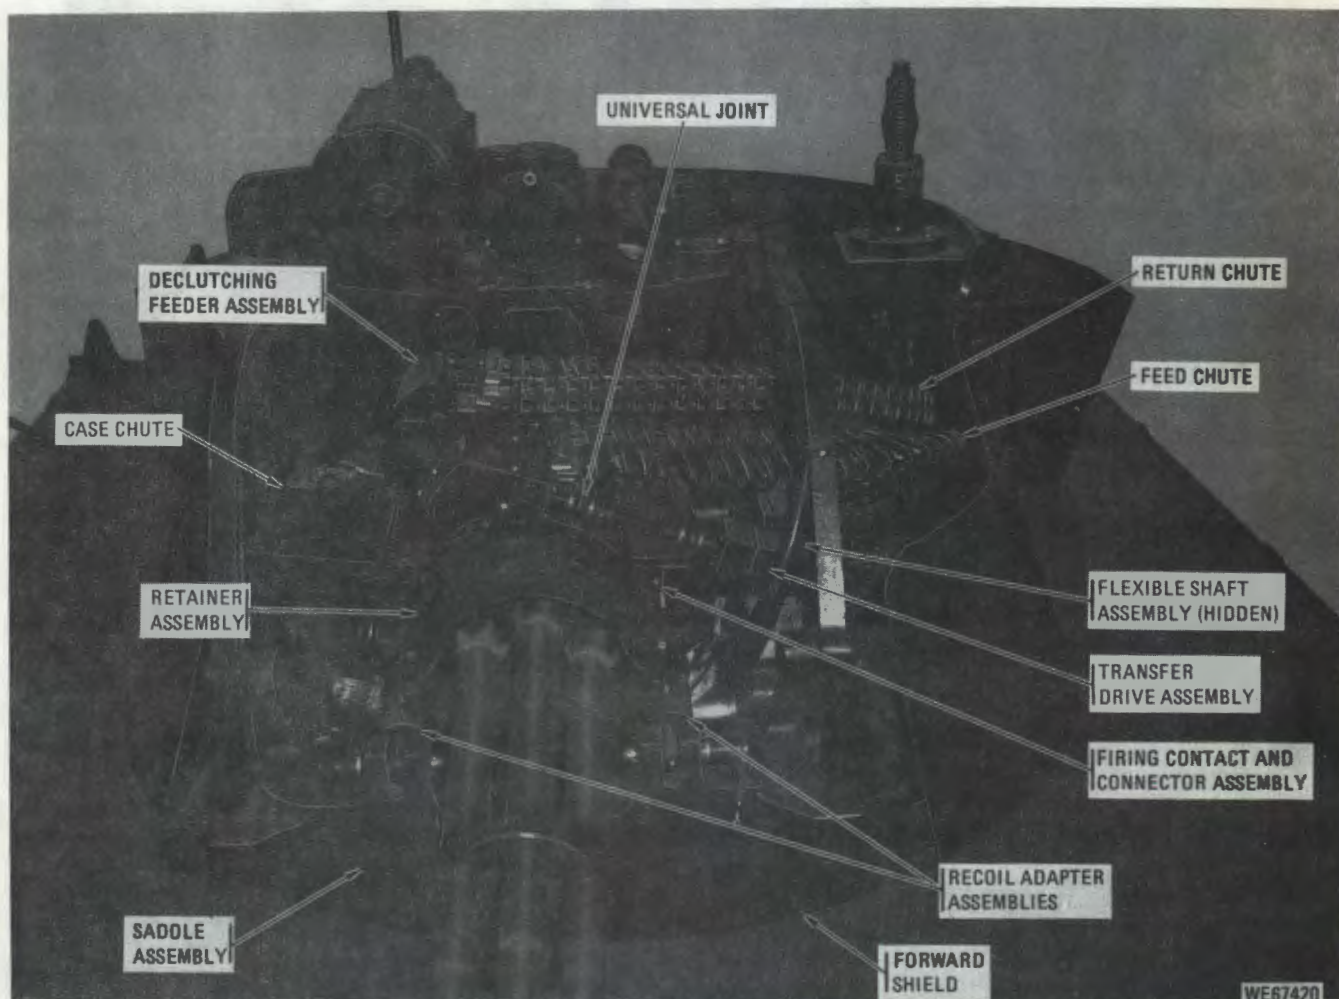 UNIVERSAL JOINT
DECLUTCHING
FEEDER ASSEMBLY
RETURN CHUTE
FEED CHUTE
CASE CHUTE
RETAINER
ASSEMBLY
FLEXIBLE SHAFT
ASSEMBLY (HIDDEN)
TRANSFER
DRIVE ASSEMBLY
FIRING CONTACT AND
CONNECTOR ASSEMBLY
RECOIL ADAPTER
ASSEMBLIES
SADDLE
ASSEMBLY
FORWARD
SHIELD
WE67420